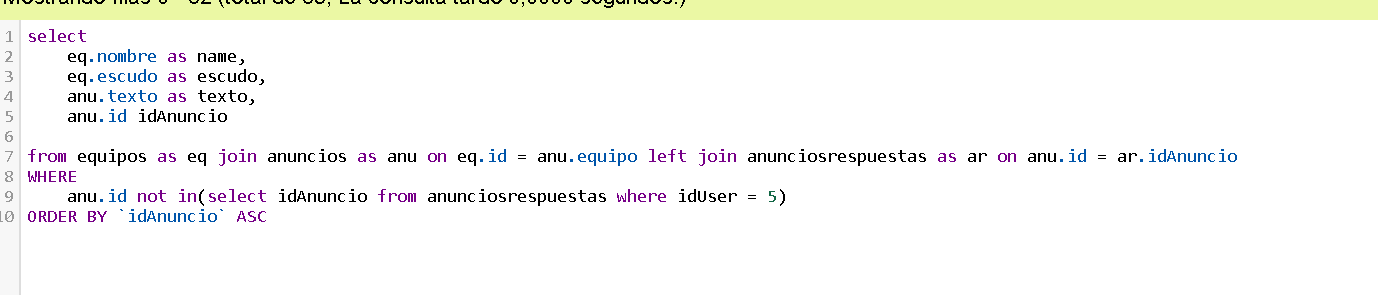 1 select
2 eq.nombre as name,
3 eq.escudo as escudo,
4 anu.texto as texto,
5 anu.id idAnuncio
6
7 from equipos as eq join anuncios as anu on eq.id = anu.equipo left join anunciosrespuestas as ar on anu.id = ar.idAnuncio
8 WHERE
9 anu.id not in(select idAnuncio from anunciosrespuestas where idUser = 5)
10 ORDER BY `idAnuncio` ASC